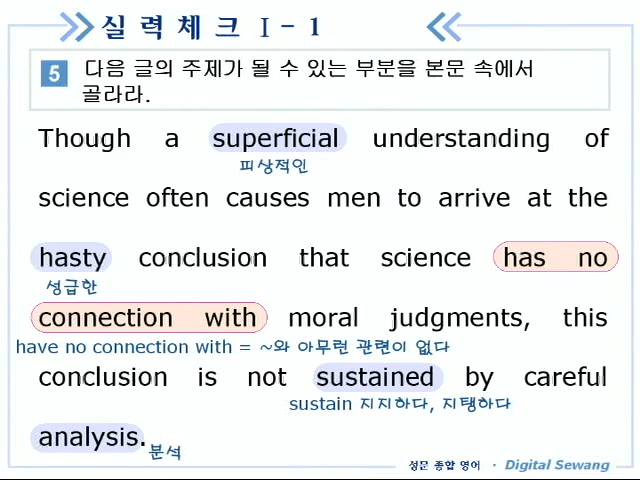 실력체크 I - 1
5 다음 글의 주제가 될 수 있는 부분을 본문 속에서
골라라.
Though a superficial understanding of
피상적인
science often causes men to arrive at the
hasty conclusion that science has no
성급한
connection with moral judgments, this
have no connection with = ~와 아무런 관련이 없다
conclusion is not sustained by careful
sustain 지지하다, 지탱하다
analysis.
분석
성문 종합 영어 · Digital Sewang